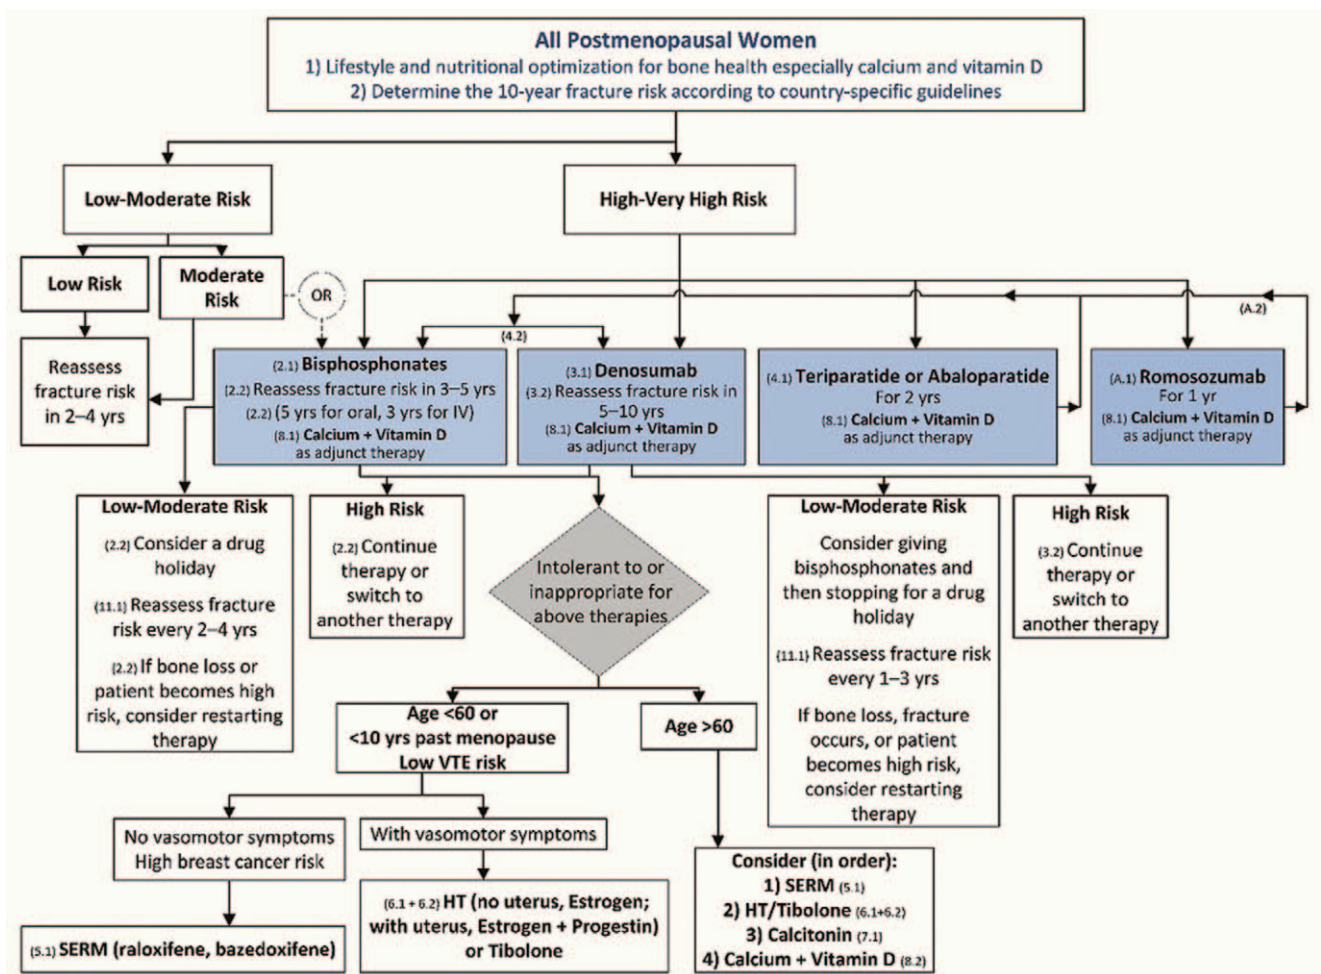 All Postmenopausal Women
1) Lifestyle and nutritional optimization for bone health especially calcium and vitamin D
2) Determine the 10-year fracture risk according to country-specific guidelines
Low-Moderate Risk
High-Very High Risk
Low Risk
Moderate
Risk
OR
(A.2)
(4.2)
Reassess
fracture risk
in 2–4 yrs
(2.1) Bisphosphonates
(2.2) Reassess fracture risk in 3–5 yrs
(2.2) (5 yrs for oral, 3 yrs for IV)
(8.1) Calcium + Vitamin D
as adjunct therapy
(3.1) Denosumab
(3.2) Reassess fracture risk in
5–10 yrs
(8.1) Calcium + Vitamin D
as adjunct therapy
(4.1) Teriparatide or Abaloparatide
For 2 yrs
(8.1) Calcium + Vitamin D
as adjunct therapy
(A.1) Romosozumab
For 1 yr
(8.1) Calcium + Vitamin D
as adjunct therapy
Low-Moderate Risk
(2.2) Consider a drug
holiday
(11.1) Reassess fracture
risk every 2–4 yrs
(2.2) If bone loss or
patient becomes high
risk, consider restarting
therapy
High Risk
(2.2) Continue
therapy or
switch to
another therapy
Intolerant to or
inappropriate for
above therapies
Low-Moderate Risk
Consider giving
bisphosphonates and
then stopping for a drug
holiday
(11.1) Reassess fracture risk
every 1–3 yrs
If bone loss, fracture
occurs, or patient
becomes high risk,
consider restarting
therapy
High Risk
(3.2) Continue
therapy or
switch to
another therapy
Age <60 or
<10 yrs past menopause
Low VTE risk
Age >60
No vasomotor symptoms
High breast cancer risk
With vasomotor symptoms
(5.1) SERM (raloxifene, bazedoxifene)
(6.1 + 6.2) HT (no uterus, Estrogen;
with uterus, Estrogen + Progestin)
or Tibolone
Consider (in order):
1) SERM (5.1)
2) HT/Tibolone (6.1+6.2)
3) Calcitonin (7.1)
4) Calcium + Vitamin D (8.2)